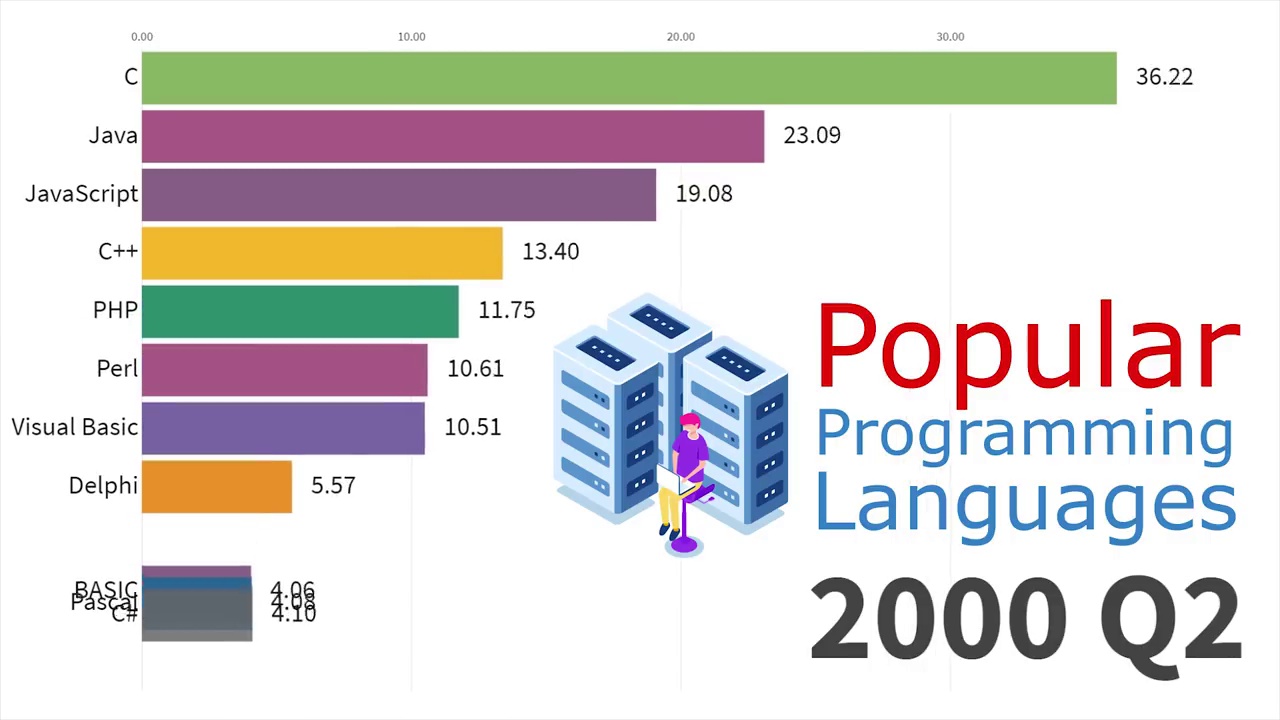 0.00 10.00 20.00 30.00
C 36.22
Java 23.09
JavaScript 19.08
C++ 13.40
PHP 11.75
Perl 10.61
Visual Basic 10.51
Delphi 5.57
BASIC 4.06
Pascal 4.08
C# 4.10
Popular
Programming
Languages
2000 Q2